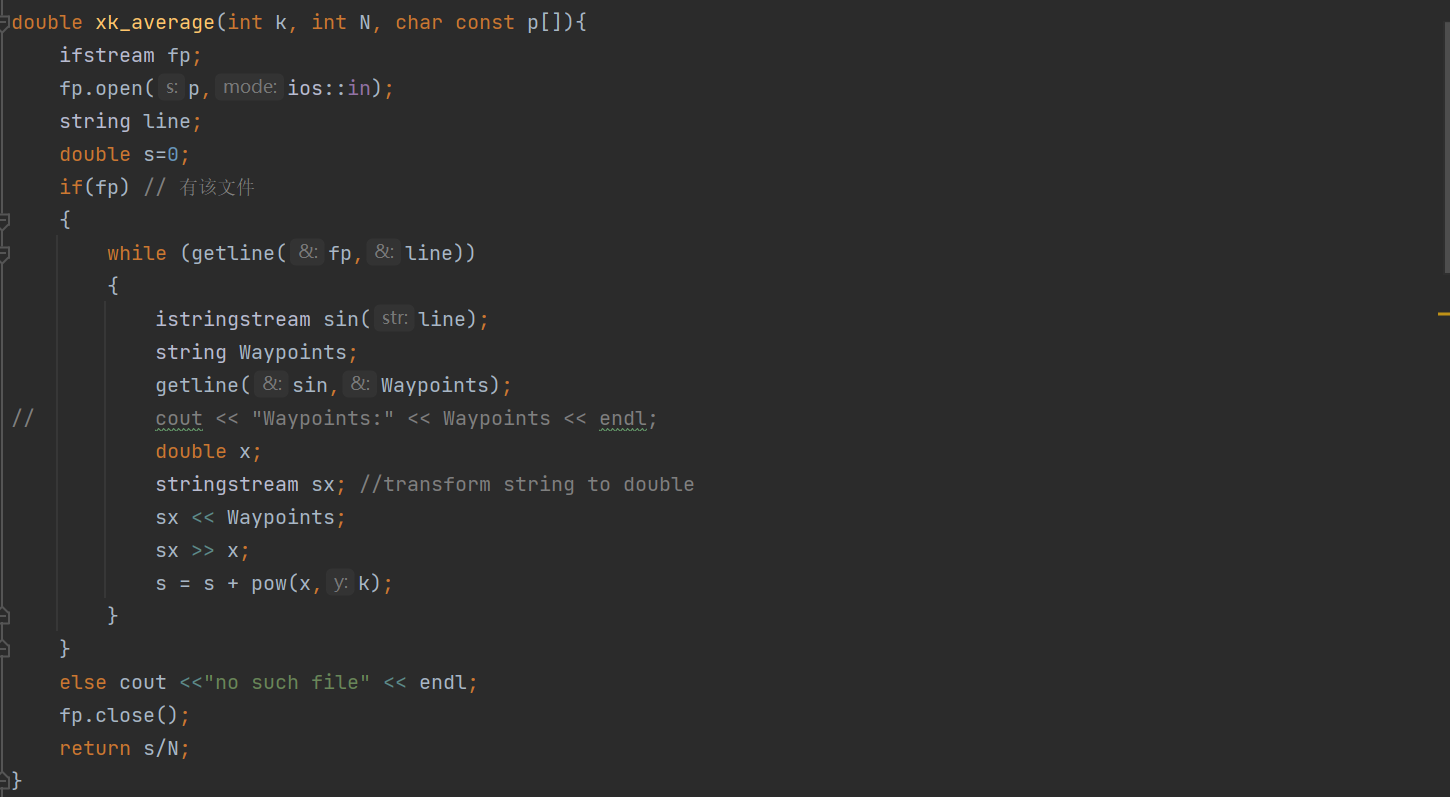 double xk_average(int k, int N, char const p[]){
    ifstream fp;
    fp.open( s: p, mode: ios::in);
    string line;
    double s=0;
    if(fp) // 有该文件
    {
        while (getline( &: fp, &: line))
        {
            istringstream sin( str: line);
            string Waypoints;
            getline( &: sin, &: Waypoints);
//          cout << "Waypoints:" << Waypoints << endl;
            double x;
            stringstream sx; //transform string to double
            sx << Waypoints;
            sx >> x;
            s = s + pow(x, y: k);
        }
    }
    else cout <<"no such file" << endl;
    fp.close();
    return s/N;
}